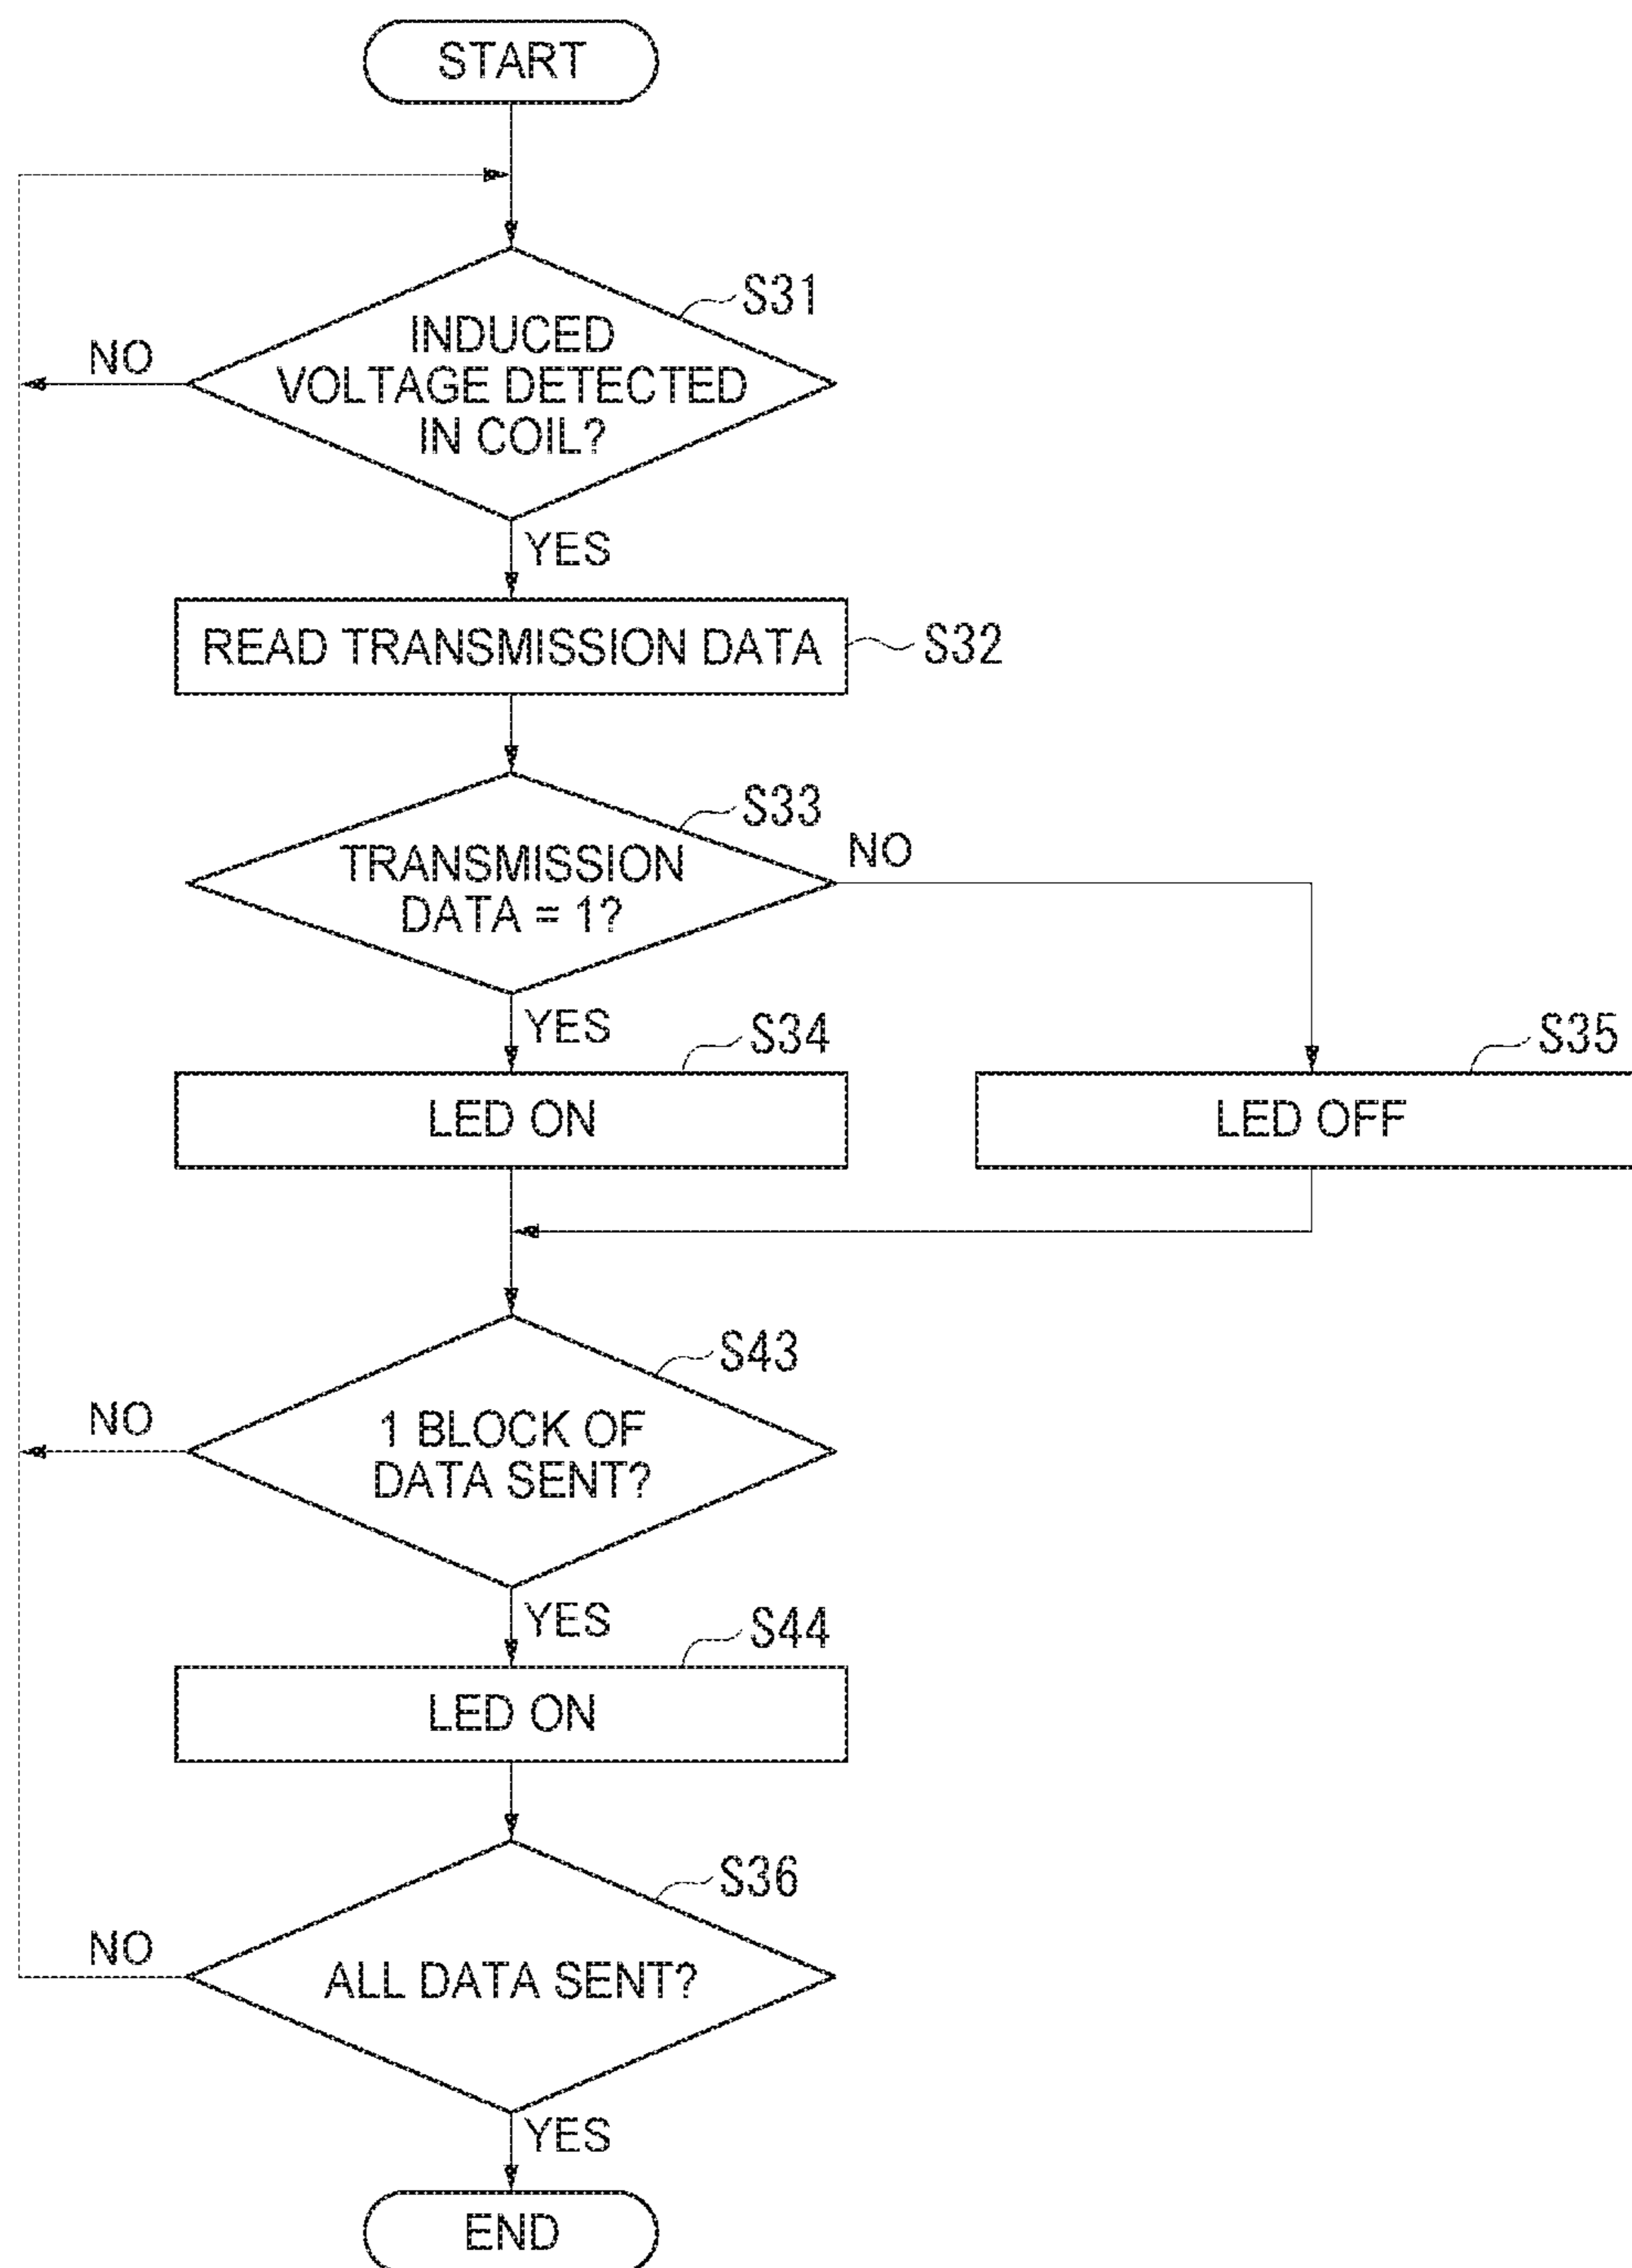 START
S31
INDUCED
VOLTAGE DETECTED
IN COIL?
NO
YES
READ TRANSMISSION DATA
S32
S33
TRANSMISSION
DATA = 1?
NO
YES
S34
LED ON
S35
LED OFF
S43
1 BLOCK OF
DATA SENT?
NO
YES
S44
LED ON
S36
ALL DATA SENT?
NO
YES
END